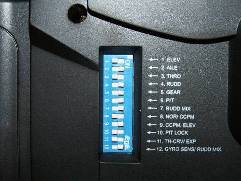 1. ELEV
2. AILE
3. THRO
4. RUDD
5. GEAR
6. PIT
7. RUDD MIX
8. NOR/ CCPM
9. CCPM. ELEV
10. PIT LOCK
11. TH-CRV/ EXP
12. GYRO SENS/ RUDD MIX